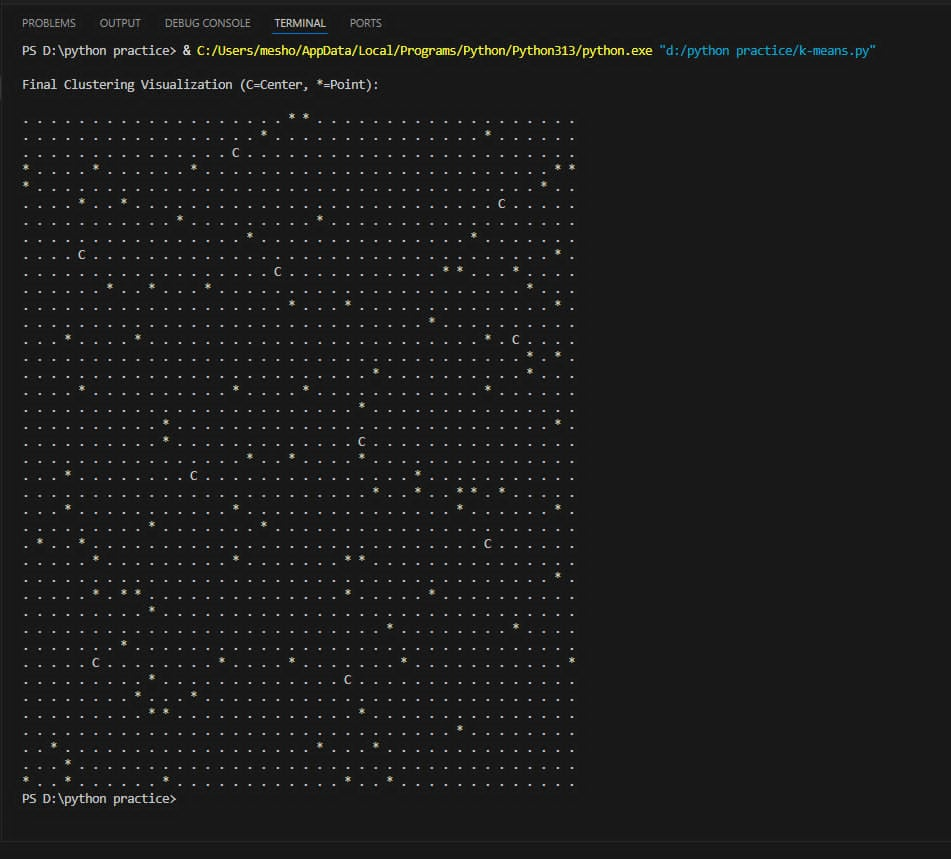 PROBLEMS OUTPUT DEBUG CONSOLE TERMINAL PORTS
PS D:\python practice> & C:/Users/mesho/AppData/Local/Programs/Python/Python313/python.exe "d:/python practice/k-means.py"
Final Clustering Visualization (C=Center, *=Point):
. . . . . . . . . . . . . . . . . . . * * . . . . . . . . . . . . . . . . . . .
. . . . . . . . . . . . . . . . . * . . . . . . . . . . . . . . . * . . . . . .
. . . . . . . . . . . . . . . C . . . . . . . . . . . . . . . . . . . . . . . .
* . . . . * . . . . . . * . . . . . . . . . . . . . . . . . . . . . . . . . * *
* . . . . . . . . . . . . . . . . . . . . . . . . . . . . . . . . . . . . * . .
. . . . * . . * . . . . . . . . . . . . . . . . . . . . . . . . . . C . . . . .
. . . . . . . . . . . * . . . . . . . . . * . . . . . . . . . . . . . . . . . .
. . . . . . . . . . . . . . . . * . . . . . . . . . . . . . . . * . . . . . . .
. . . . C . . . . . . . . . . . . . . . . . . . . . . . . . . . . . . . . . * .
. . . . . . . . . . . . . . . . . . C . . . . . . . . . . . * * . . . * . . . .
. . . . . . * . . * . . . * . . . . . . . . . . . . . . . . . . . . . . * . . .
. . . . . . . . . . . . . . . . . . . * . . . * . . . . . . . . . . . . . . * .
. . . . . . . . . . . . . . . . . . . . . . . . . . . . . * . . . . . . . . . .
. . . * . . . . * . . . . . . . . . . . . . . . . . . . . . . . . * . C . . . .
. . . . . . . . . . . . . . . . . . . . . . . . . . . . . . . . . . . . * . * .
. . . . . . . . . . . . . . . . . . . . . . . . . * . . . . . . . . . . * . . .
. . . . * . . . . . . . . . . * . . . . * . . . . . . . . . . . . * . . . . . .
. . . . . . . . . . . . . . . . . . . . . . . . * . . . . . . . . . . . . . . .
. . . . . . . . . . * . . . . . . . . . . . . . . . . . . . . . . . . . . . * .
. . . . . . . . . . * . . . . . . . . . . . . . C . . . . . . . . . . . . . . .
. . . . . . . . . . . . . . . . * . . * . . . . * . . . . . . . . . . . . . . .
. . . * . . . . . . . . C . . . . . . . . . . . . . . . * . . . . . . . . . . .
. . . . . . . . . . . . . . . . . . . . . . . . . * . . * . . * * . * . . . . .
. . . * . . . . . . . . . . . * . . . . . . . . . . . . . . . * . . . . . . * .
. . . . . . . . . * . . . . . . . * . . . . . . . . . . . . . . . . . . . . . .
. * . . * . . . . . . . . . . . . . . . . . . . . . . . . . . . . C . . . . . .
. . . . . * . . . . . . . . . * . . . . . . . * * . . . . . . . . . . . . . . .
. . . . . . . . . . . . . . . . . . . . . . . . . . . . . . . . . . . . . . * .
. . . . . * . * * . . . . . . . . . . . . . . * . . . . . * . . . . . . . . . .
. . . . . . . . . * . . . . . . . . . . . . . . . . . . . . . . . . . . . . . .
. . . . . . . . . . . . . . . . . . . . . . . . . . * . . . . . . . . * . . . .
. . . . . . . * . . . . . . . . . . . . . . . . . . . . . . . . . . . . . . . .
. . . . . C . . . . . . . . * . . . . * . . . . . . . * . . . . . . . . . . . *
. . . . . . . . . * . . . . . . . . . . . . . C . . . . . . . . . . . . . . . .
. . . . . . . . * . . . * . . . . . . . . . . . . . . . . . . . . . . . . . . .
. . . . . . . . . * * . . . . . . . . . . . . . * . . . . . . . . . . . . . . .
. . . . . . . . . . . . . . . . . . . . . . . . . . . . . . . * . . . . . . . .
. . * . . . . . . . . . . . . . . . . . . * . . . * . . . . . . . . . . . . . .
. . . * . . . . . . . . . . . . . . . . . . . . . . . . . . . . . . . . . . . .
* . . * . . . . . . * . . . . . . . . . . . . * . . * . . . . . . . . . . . . .
PS D:\python practice>